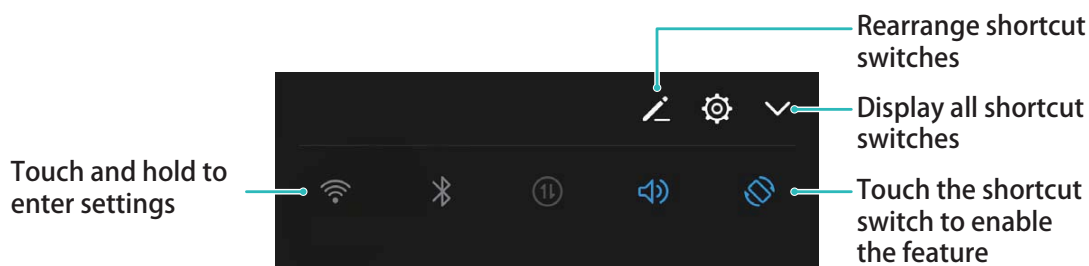 Rearrange shortcut
switches
Display all shortcut
switches
Touch and hold to
enter settings
Touch the shortcut
switch to enable
the feature